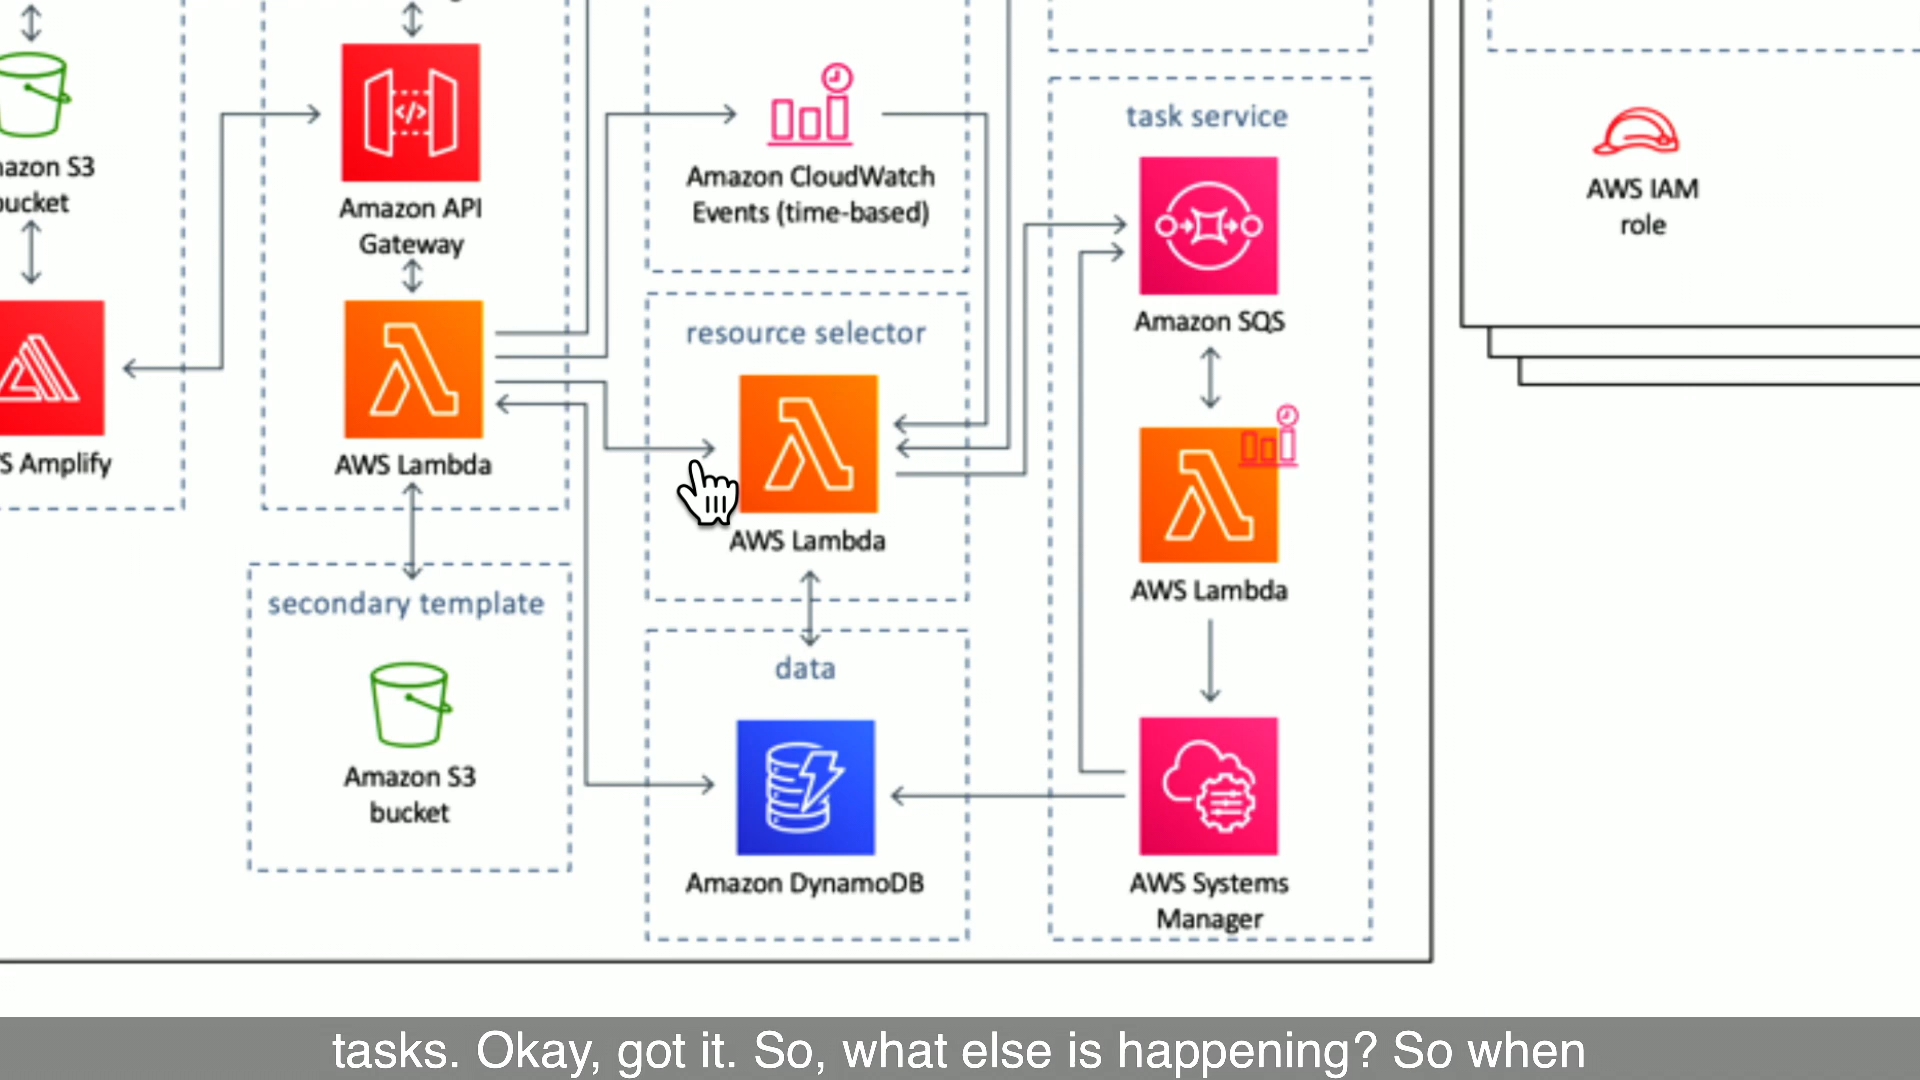 azon S3
bucket
S Amplify
Amazon API
Gateway
AWS Lambda
secondary template
Amazon S3
bucket
Amazon CloudWatch
Events (time-based)
resource selector
AWS Lambda
data
Amazon DynamoDB
task service
Amazon SQS
AWS Lambda
AWS Systems
Manager
AWS IAM
role
tasks. Okay, got it. So, what else is happening? So when